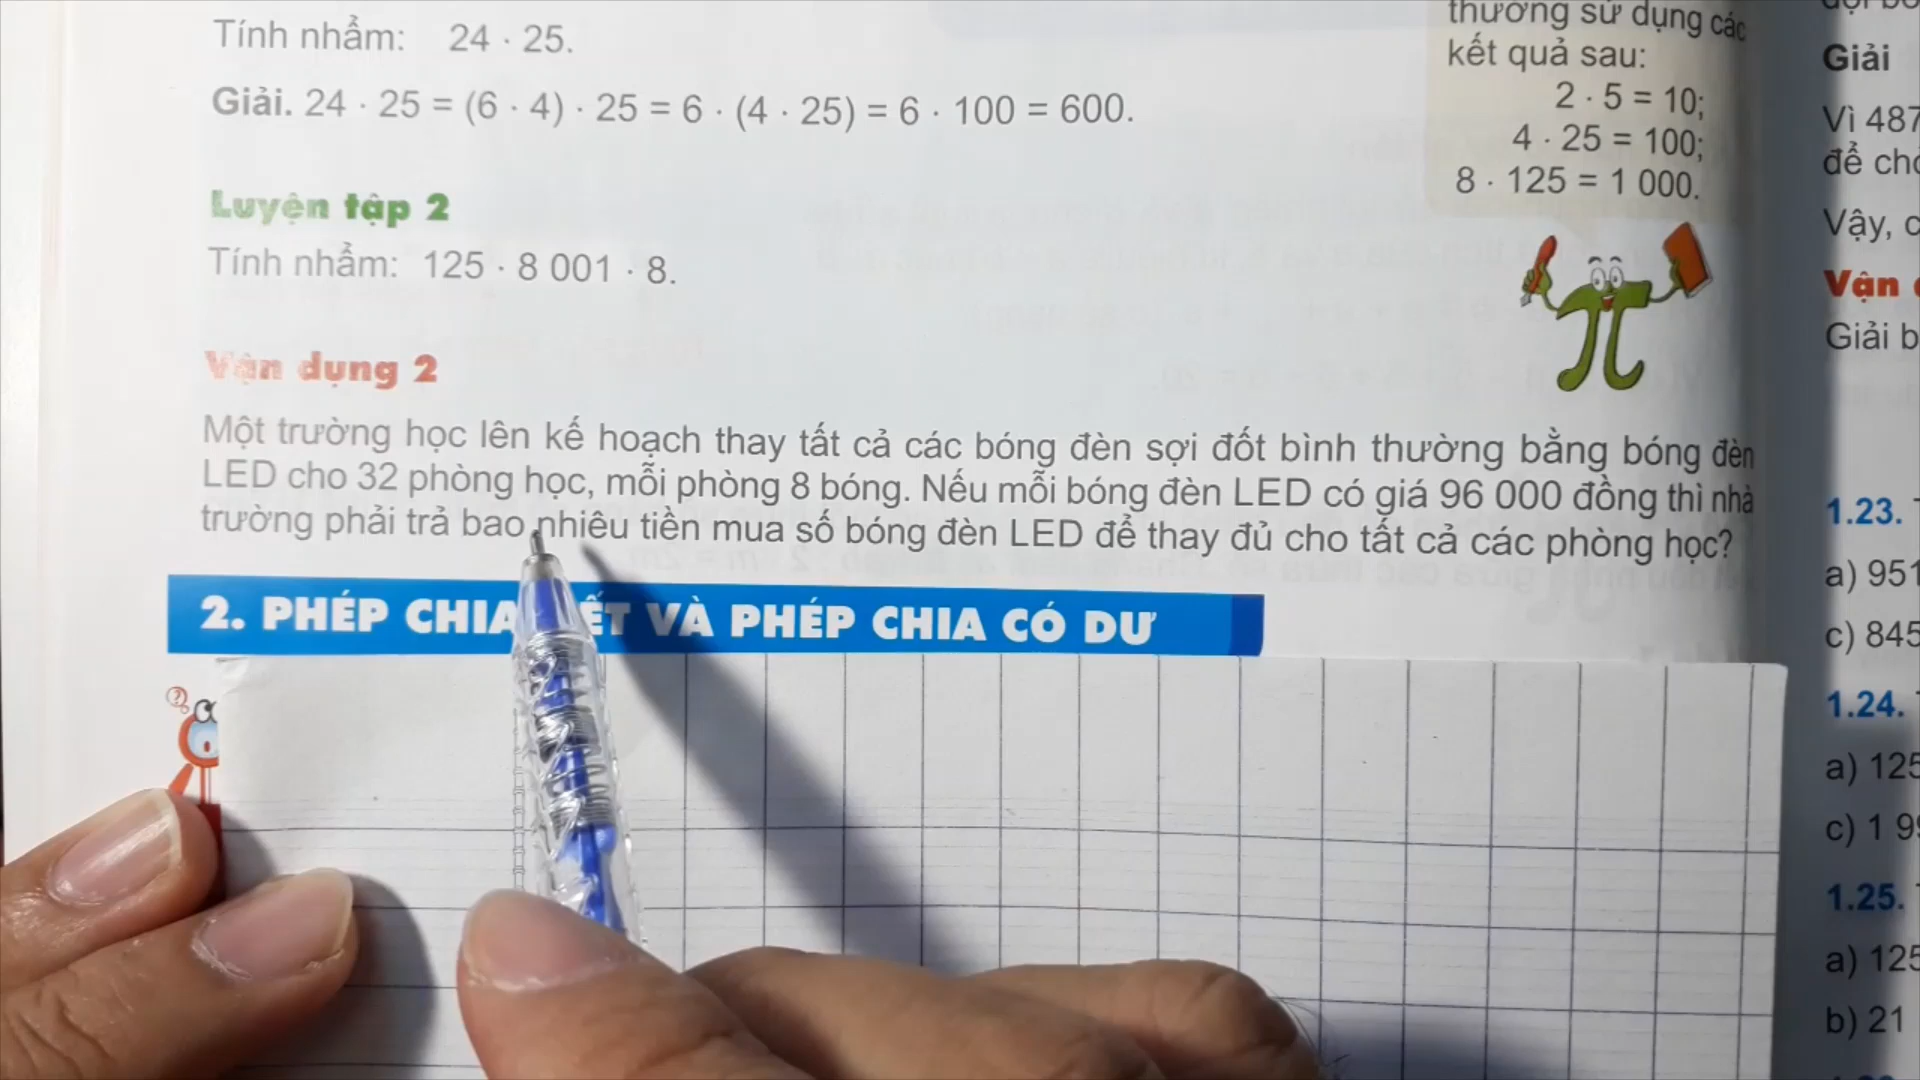 Tính nhẩm: 24 · 25.
Giải. 24 · 25 = (6 · 4) · 25 = 6 · (4 · 25) = 6 · 100 = 600.
thường sử dụng các
kết quả sau:
2 · 5 = 10;
4 · 25 = 100;
8 · 125 = 1 000.
Luyện tập 2
Tính nhẩm: 125 · 8 001 · 8.
Vận dụng 2
Một trường học lên kế hoạch thay tất cả các bóng đèn sợi đốt bình thường bằng bóng đèn
LED cho 32 phòng học, mỗi phòng 8 bóng. Nếu mỗi bóng đèn LED có giá 96 000 đồng thì nhà
trường phải trả bao nhiêu tiền mua số bóng đèn LED để thay đủ cho tất cả các phòng học?
2. PHÉP CHIA ẾT VÀ PHÉP CHIA CÓ DƯ
Giải
Vì 487
để
Vậy, c
Vận
Giải b
1.23.
a) 951
c) 845
1.24.
a) 125
c) 1 9
1.25.
a) 125
b) 21